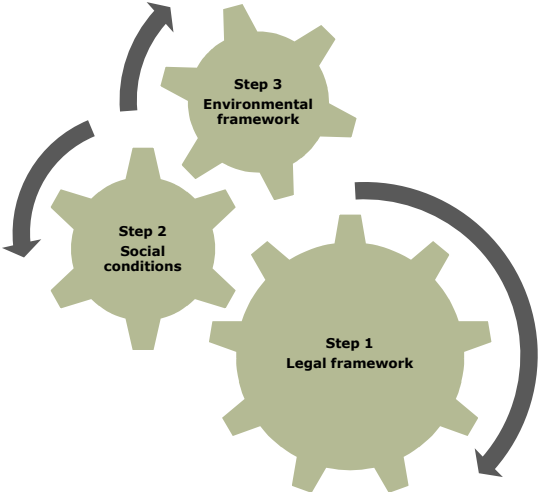 Step 3
Environmental
framework
Step 2
Social
conditions
Step 1
Legal framework